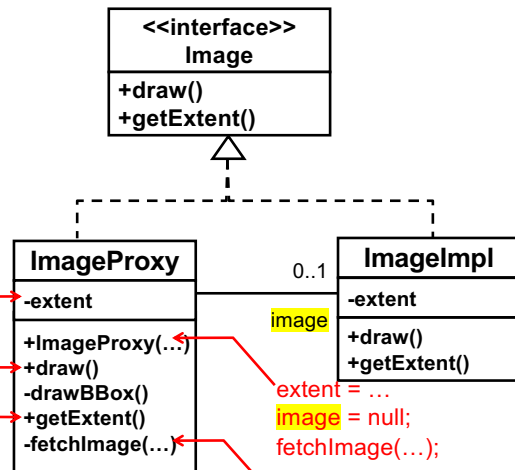 <<interface>>
Image
+draw()
+getExtent()
ImageProxy
-extent
+ImageProxy(...)
+draw()
-drawBBox()
+getExtent()
-fetchImage(...)
0..1
image
ImageImpl
-extent
+draw()
+getExtent()
extent = ...
image = null;
fetchImage(...);